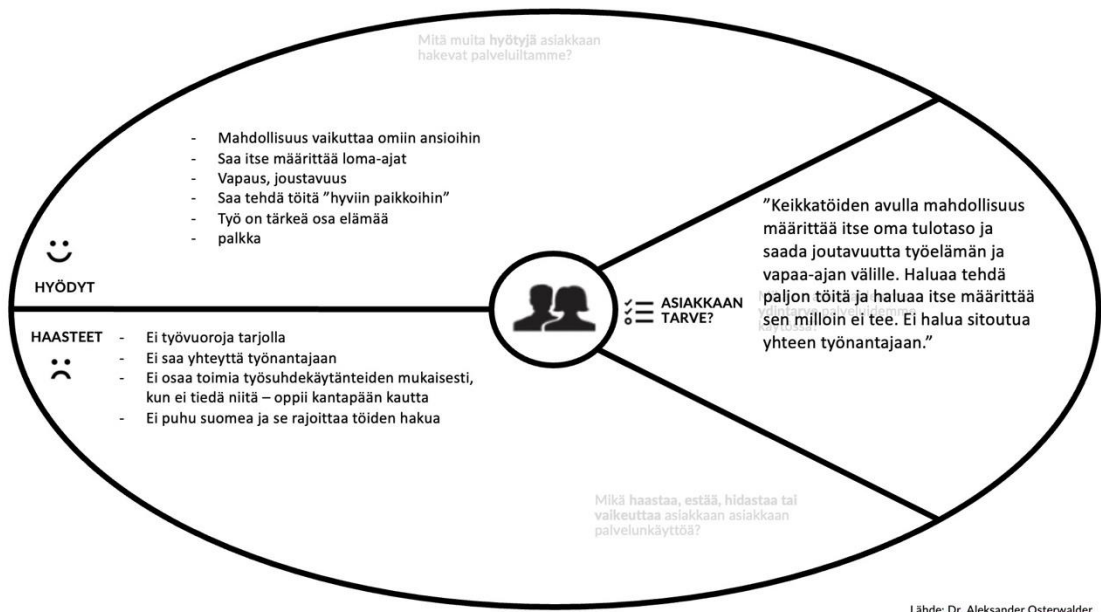 Mitä muita hyötyjä asiakkaan
hakevat palveluiltamme?
- Mahdollisuus vaikuttaa omiin ansioihin
- Saa itse määrittää loma-ajat
- Vapaus, joustavuus
- Saa tehdä töitä ”hyviin paikkoihin”
- Työ on tärkeä osa elämää
- palkka
HYÖDYT
HAASTEET
- Ei työvuoroja tarjolla
- Ei saa yhteyttä työnantajaan
- Ei osaa toimia työsuhdekäytänteiden mukaisesti,
kun ei tiedä niitä – oppii kantapään kautta
- Ei puhu suomea ja se rajoittaa töiden hakua
ASIAKKAAN
TARVE?
”Keikkatöiden avulla mahdollisuus
määrittää itse oma tulotaso ja
saada joutavuutta työelämän ja
vapaa-ajan välille. Haluaa tehdä
paljon töitä ja haluaa itse määrittää
sen milloin ei tee. Ei halua sitoutua
yhteen työnantajaan.”
ydintarve palveluidemme
käytössä?
Mikä haastaa, estää, hidastaa tai
vaikeuttaa asiakkaan asiakkaan
palvelunkäyttöä?
Lähde: Dr. Aleksander Osterwalder